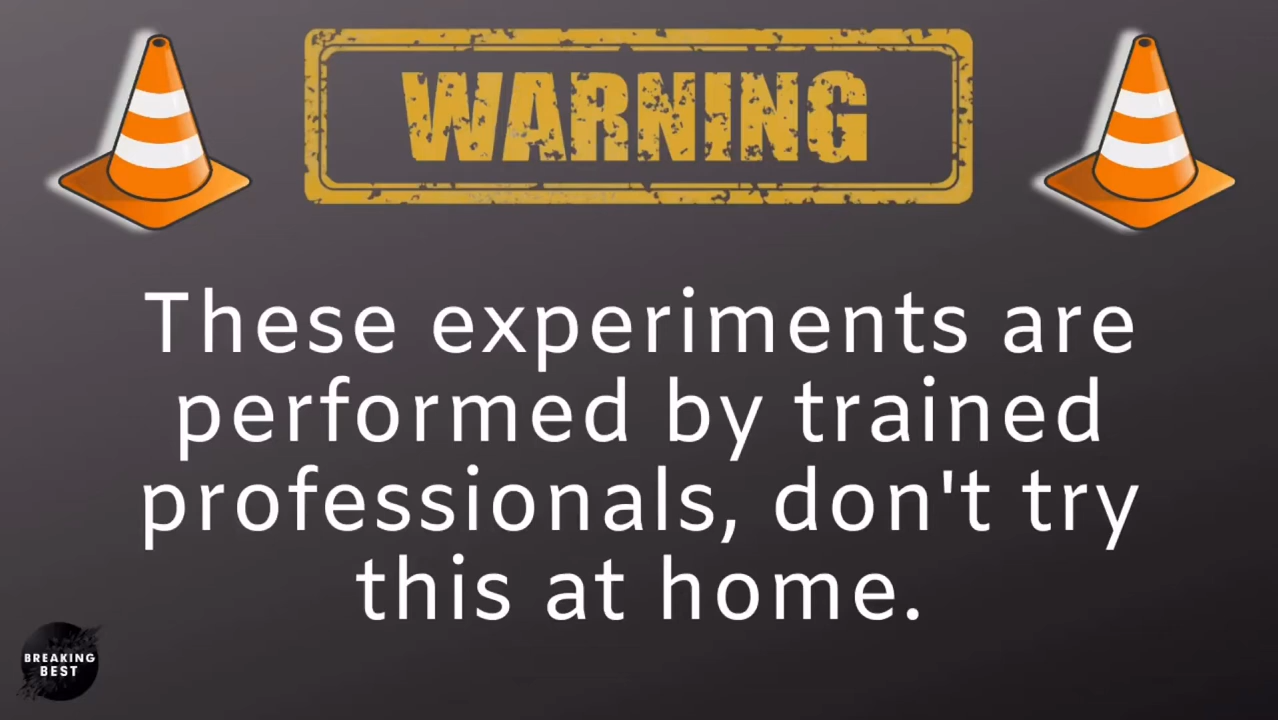 WARNING
These experiments are
performed by trained
professionals, don't try
this at home.
BREAKING
BEST